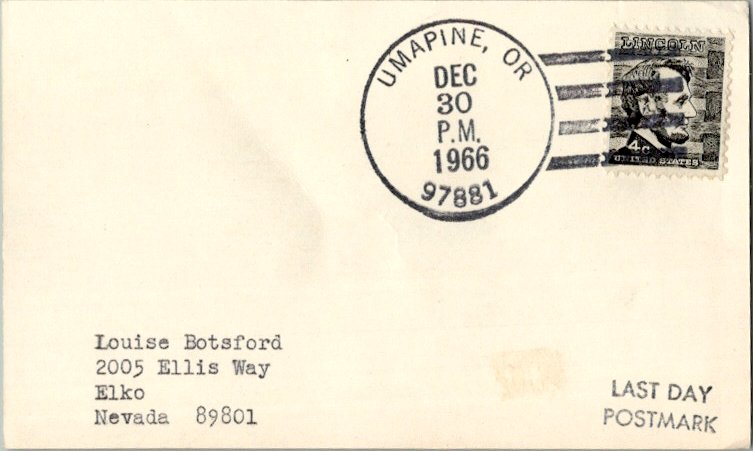 UMAPINE, OR
DEC
30
P.M.
1966
97881
LINCOLN
4c
UNITED STATES
Louise Botsford
2005 Ellis Way
Elko
Nevada 89801
LAST DAY
POSTMARK